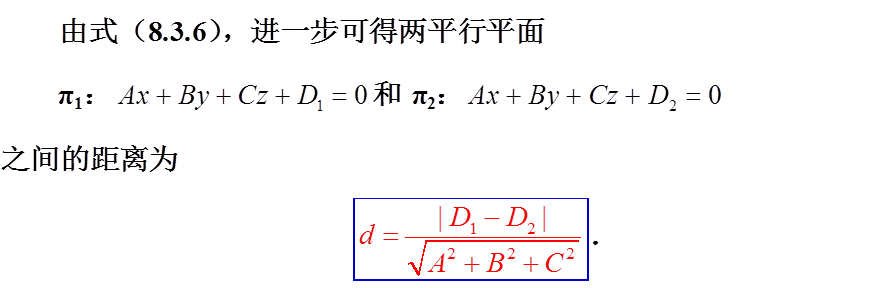 由式（8.3.6），进一步可得两平行平面
π₁： Ax + By + Cz + D₁ = 0 和 π₂： Ax + By + Cz + D₂ = 0
之间的距离为
d = | D₁ − D₂ | / √(A² + B² + C²) .